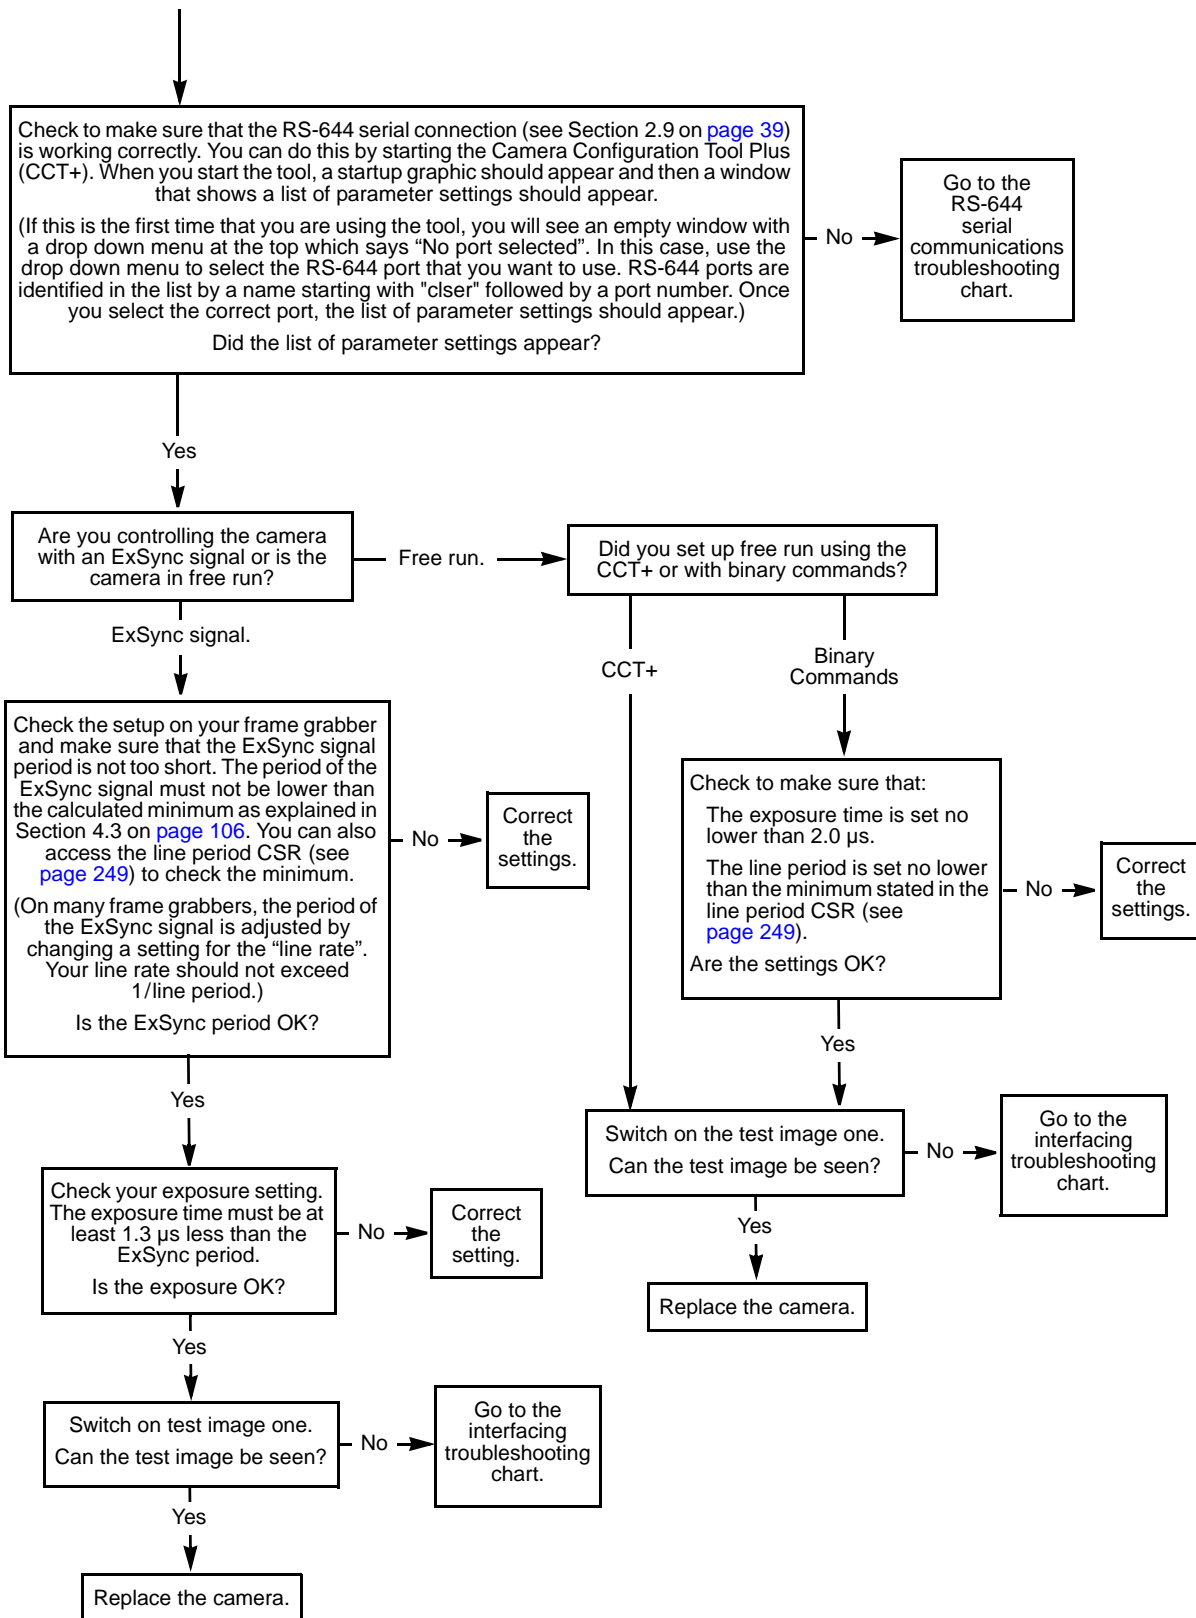 Check to make sure that the RS-644 serial connection (see Section 2.9 on page 39)
is working correctly. You can do this by starting the Camera Configuration Tool Plus
(CCT+). When you start the tool, a startup graphic should appear and then a window
that shows a list of parameter settings should appear.
(If this is the first time that you are using the tool, you will see an empty window with
a drop down menu at the top which says “No port selected”. In this case, use the
drop down menu to select the RS-644 port that you want to use. RS-644 ports are
identified in the list by a name starting with "clser" followed by a port number. Once
you select the correct port, the list of parameter settings should appear.)
Did the list of parameter settings appear?
No
Go to the
RS-644
serial
communications
troubleshooting
chart.
Yes
Are you controlling the camera
with an ExSync signal or is the
camera in free run?
Free run.
Did you set up free run using the
CCT+ or with binary commands?
ExSync signal.
CCT+
Binary
Commands
Check the setup on your frame grabber
and make sure that the ExSync signal
period is not too short. The period of the
ExSync signal must not be lower than
the calculated minimum as explained in
Section 4.3 on page 106. You can also
access the line period CSR (see
page 249) to check the minimum.
(On many frame grabbers, the period of
the ExSync signal is adjusted by
changing a setting for the “line rate”.
Your line rate should not exceed
1/line period.)
Is the ExSync period OK?
No
Correct
the
settings.
Check to make sure that:
The exposure time is set no
lower than 2.0 µs.
The line period is set no lower
than the minimum stated in the
line period CSR (see
page 249).
Are the settings OK?
No
Correct
the
settings.
Yes
Yes
Switch on the test image one.
Can the test image be seen?
No
Go to the
interfacing
troubleshooting
chart.
Check your exposure setting.
The exposure time must be at
least 1.3 µs less than the
ExSync period.
Is the exposure OK?
No
Correct
the
setting.
Yes
Replace the camera.
Yes
Switch on test image one.
Can the test image be seen?
No
Go to the
interfacing
troubleshooting
chart.
Yes
Replace the camera.